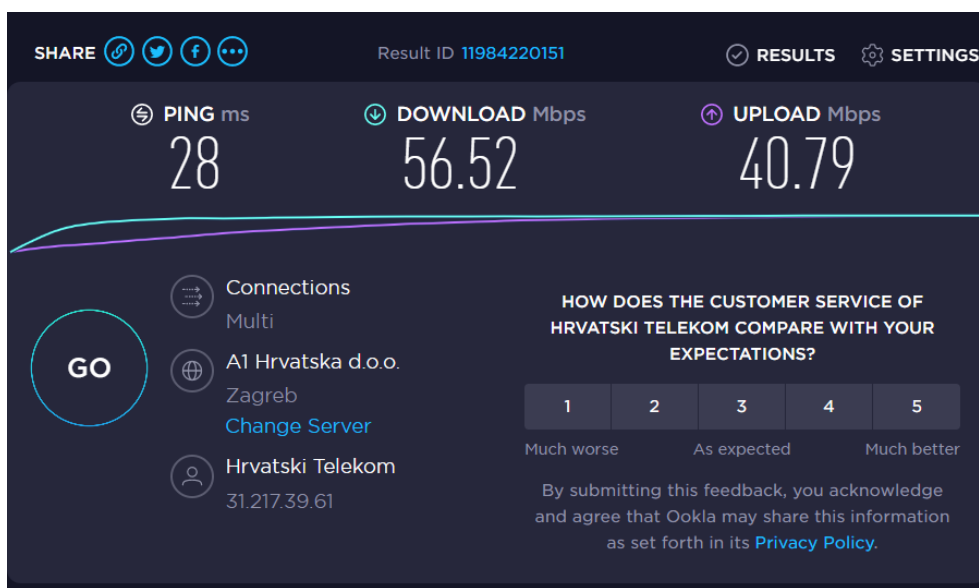 SHARE
Result ID 11984220151
RESULTS
SETTINGS
PING ms
28
DOWNLOAD Mbps
56.52
UPLOAD Mbps
40.79
GO
Connections
Multi
A1 Hrvatska d.o.o.
Zagreb
Change Server
Hrvatski Telekom
31.217.39.61
HOW DOES THE CUSTOMER SERVICE OF
HRVATSKI TELEKOM COMPARE WITH YOUR
EXPECTATIONS?
1 2 3 4 5
Much worse As expected Much better
By submitting this feedback, you acknowledge
and agree that Ookla may share this information
as set forth in its Privacy Policy.